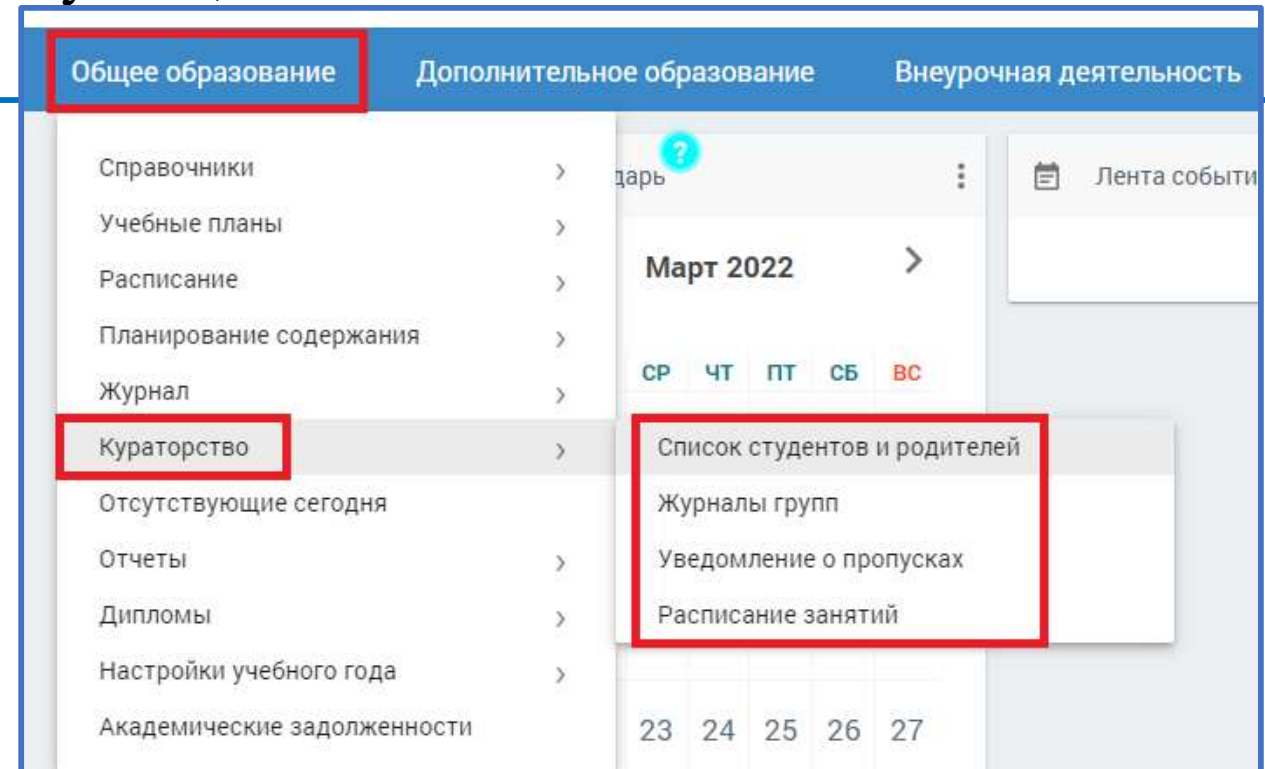 Общее образование Дополнительное образование Внеурочная деятельность
Справочники
Учебные планы
Расписание
Планирование содержания
Журнал
Кураторство
Отсутствующие сегодня
Отчеты
Дипломы
Настройки учебного года
Академические задолженности
дарь ?
Март 2022
СР ЧТ ПТ СБ ВС
Список студентов и родителей
Журналы групп
Уведомление о пропусках
Расписание занятий
23 24 25 26 27
Лента событи